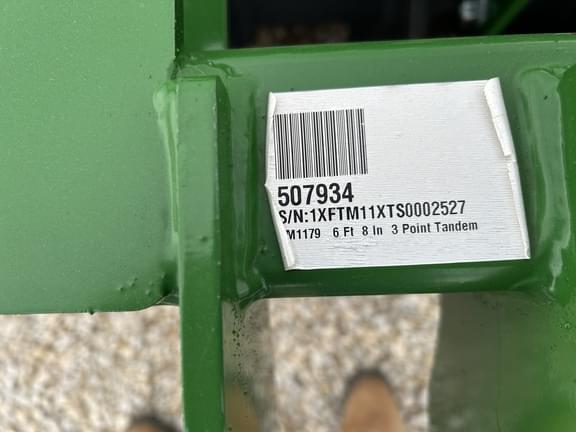 507934
S/N:1XFTM11XTS0002527
M1179 6 Ft 8 In 3 Point Tandem